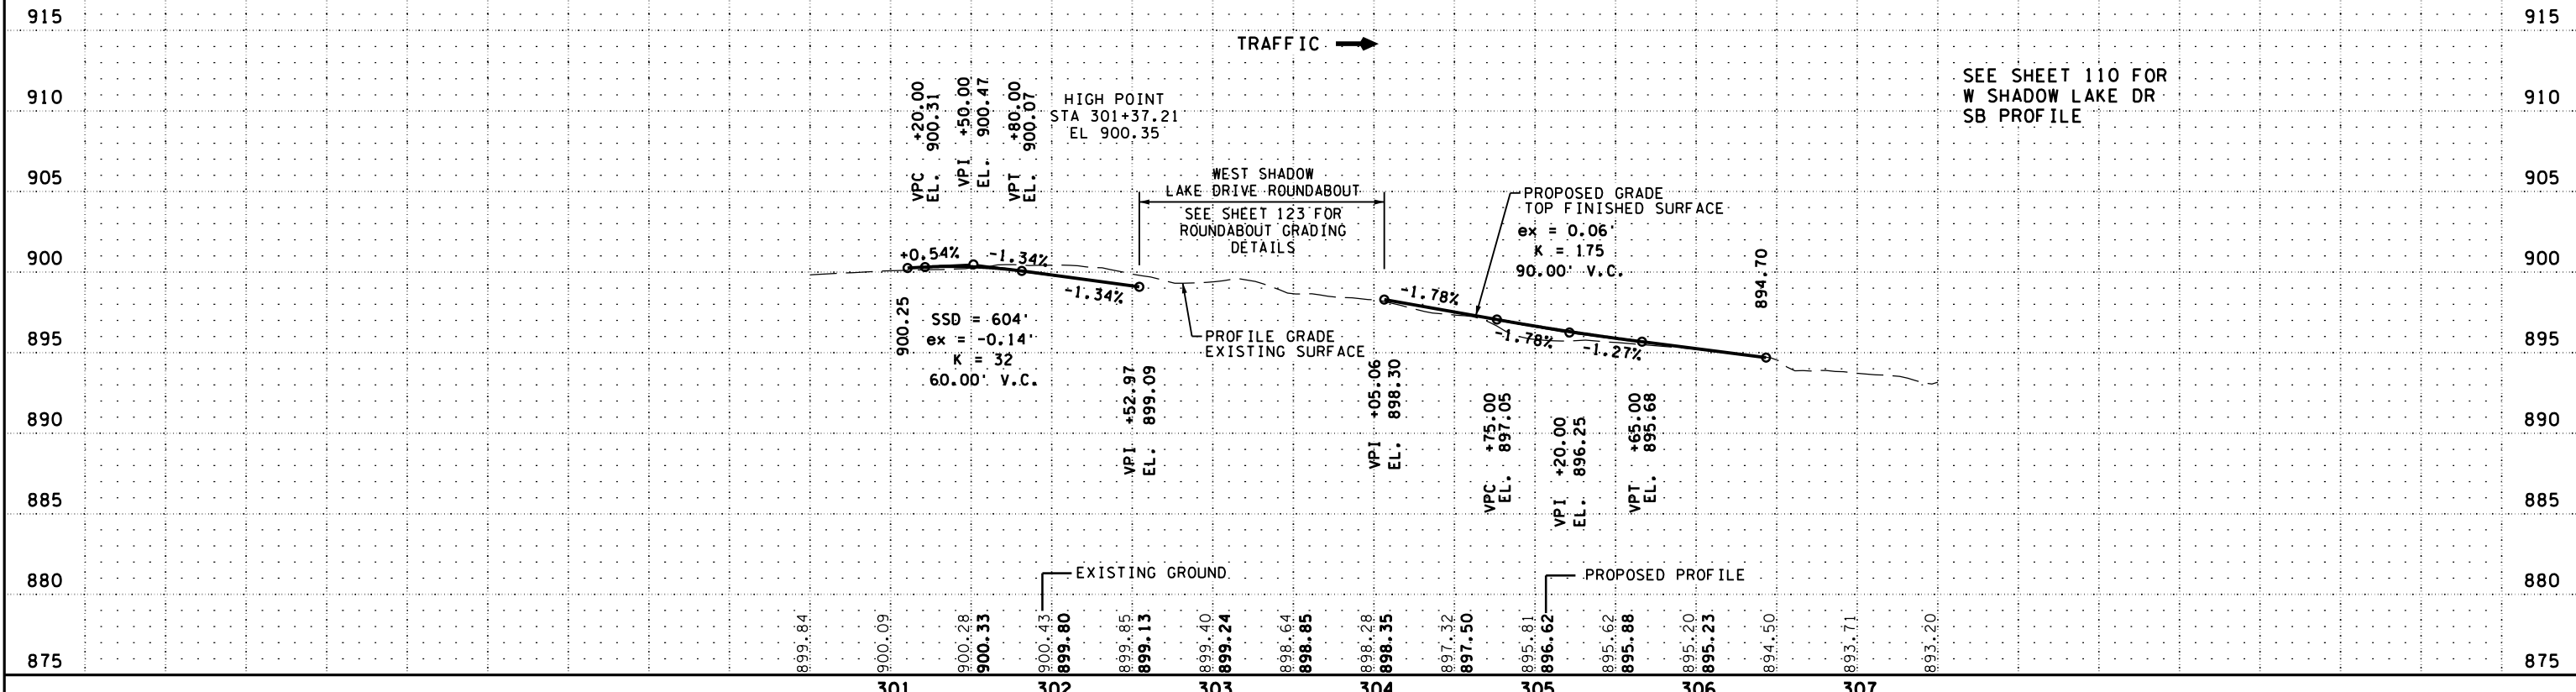 915
915
TRAFFIC
SEE SHEET 110 FOR
W SHADOW LAKE DR
SB PROFILE
910
910
VPC +20.00
EL. 900.31
VPI +50.00
EL. 900.47
VPT +80.00
EL. 900.07
HIGH POINT
STA 301+37.21
EL 900.35
905
905
WEST SHADOW
LAKE DRIVE ROUNDABOUT
SEE SHEET 123 FOR
ROUNDABOUT GRADING
DETAILS
PROPOSED GRADE
TOP FINISHED SURFACE
ex = 0.06'
K = 175
90.00' V.C.
900
900
+0.54%
-1.34%
-1.34%
-1.78%
-1.78%
-1.27%
894.70
900.25
SSD = 604'
ex = -0.14'
K = 32
60.00' V.C.
895
895
PROFILE GRADE
EXISTING SURFACE
VPI +52.97
EL. 899.09
VPI +05.06
EL. 898.30
VPC +75.00
EL. 897.05
VPI +20.00
EL. 896.25
VPT +65.00
EL. 895.68
890
890
885
885
880
880
EXISTING GROUND
PROPOSED PROFILE
875
875
899.84
900.09
900.28
900.33
900.43
899.80
899.85
899.13
899.40
899.24
898.64
898.85
898.28
898.35
897.32
897.50
895.81
896.62
895.62
895.88
895.20
895.23
894.50
893.71
893.20
301
302
303
304
305
306
307